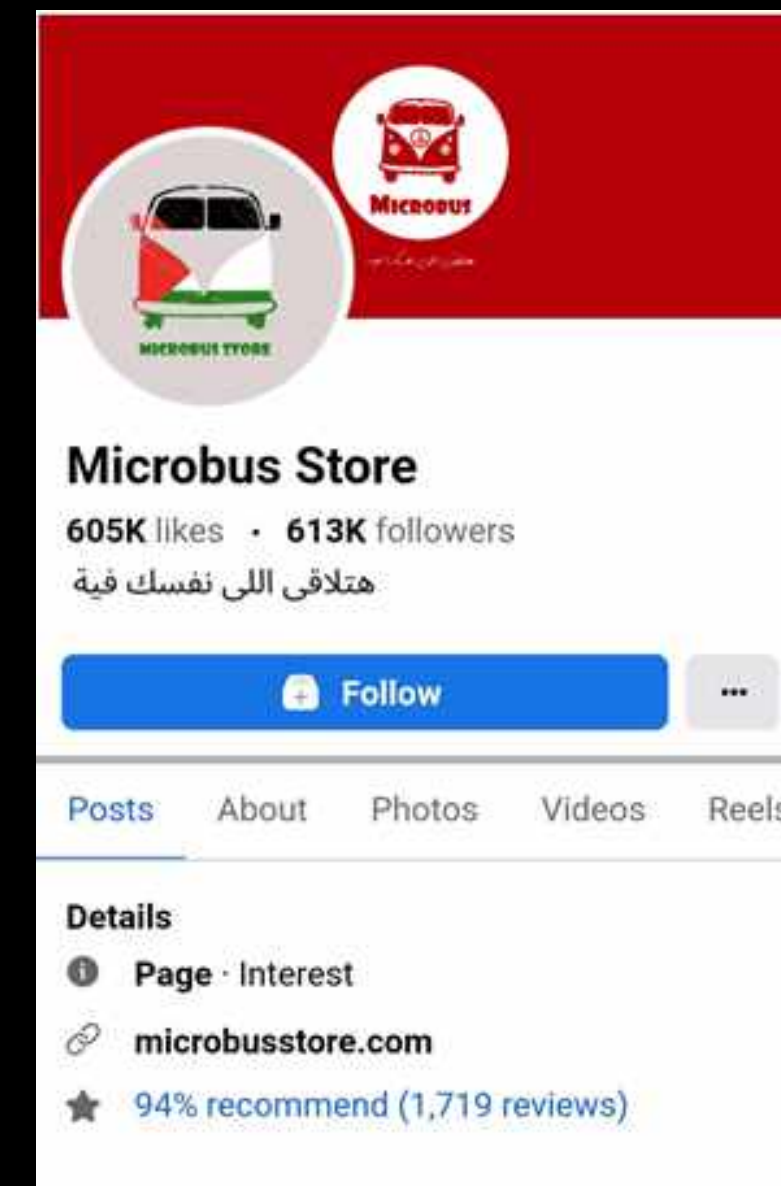 MICROBUS
MICROBUS STORE
Microbus Store
605K likes · 613K followers
هتلاقى اللى نفسك فية
Follow
Posts About Photos Videos Reels
Details
Page · Interest
microbusstore.com
94% recommend (1,719 reviews)